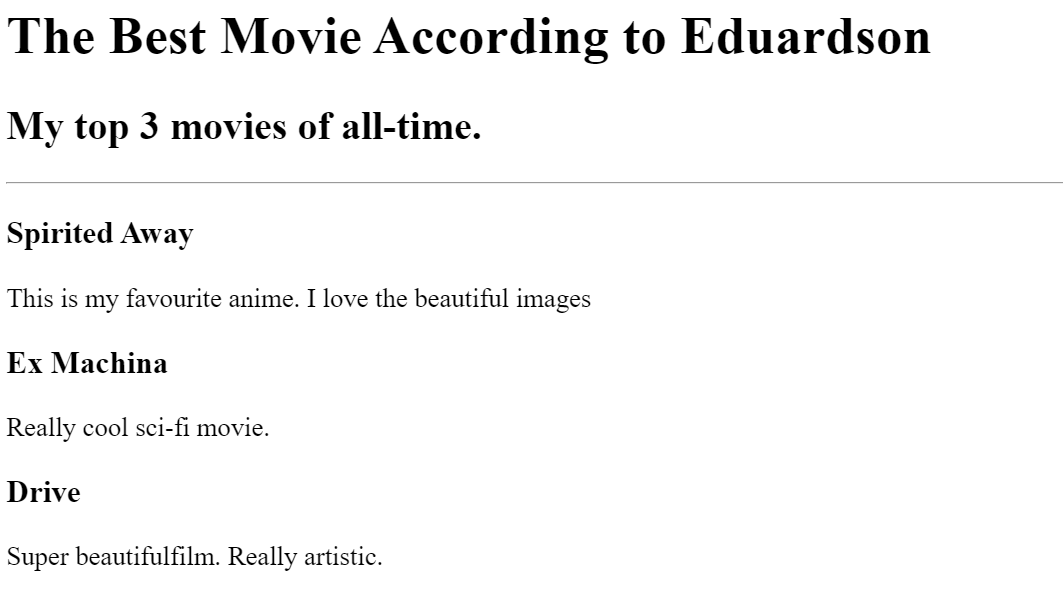 The Best Movie According to Eduardson
My top 3 movies of all-time.
Spirited Away
This is my favourite anime. I love the beautiful images
Ex Machina
Really cool sci-fi movie.
Drive
Super beautifulfilm. Really artistic.